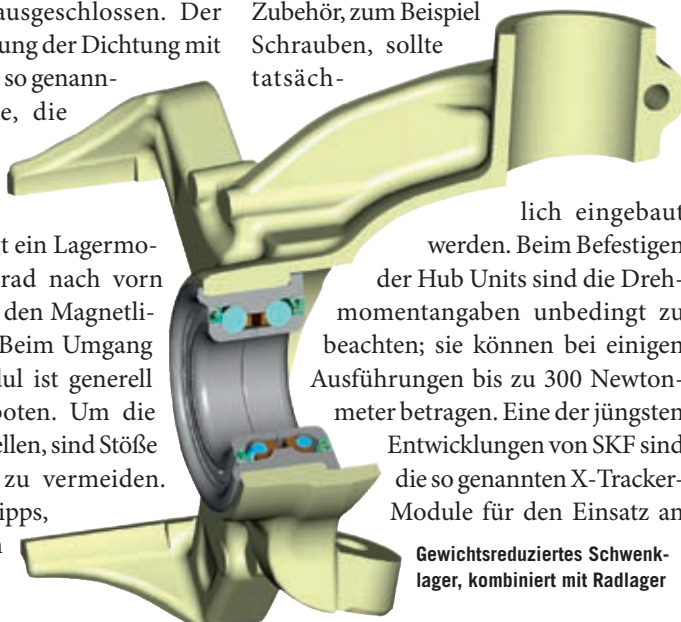 ausgeschlossen. Der
ung der Dichtung mit
so genann-
e, die
t ein Lagermo-
rad nach vorn
den Magnetli-
Beim Umgang
ul ist generell
oten. Um die
ellen, sind Stöße
zu vermeiden.
ipps,
Zubehör, zum Beispiel
Schrauben, sollte
tatsäch-
lich eingebaut
werden. Beim Befestigen
der Hub Units sind die Dreh-
momentangaben unbedingt zu
beachten; sie können bei einigen
Ausführungen bis zu 300 Newton-
meter betragen. Eine der jüngsten
Entwicklungen von SKF sind
die so genannten X-Tracker-
Module für den Einsatz an
Gewichtsreduziertes Schwenk-
lager, kombiniert mit Radlager